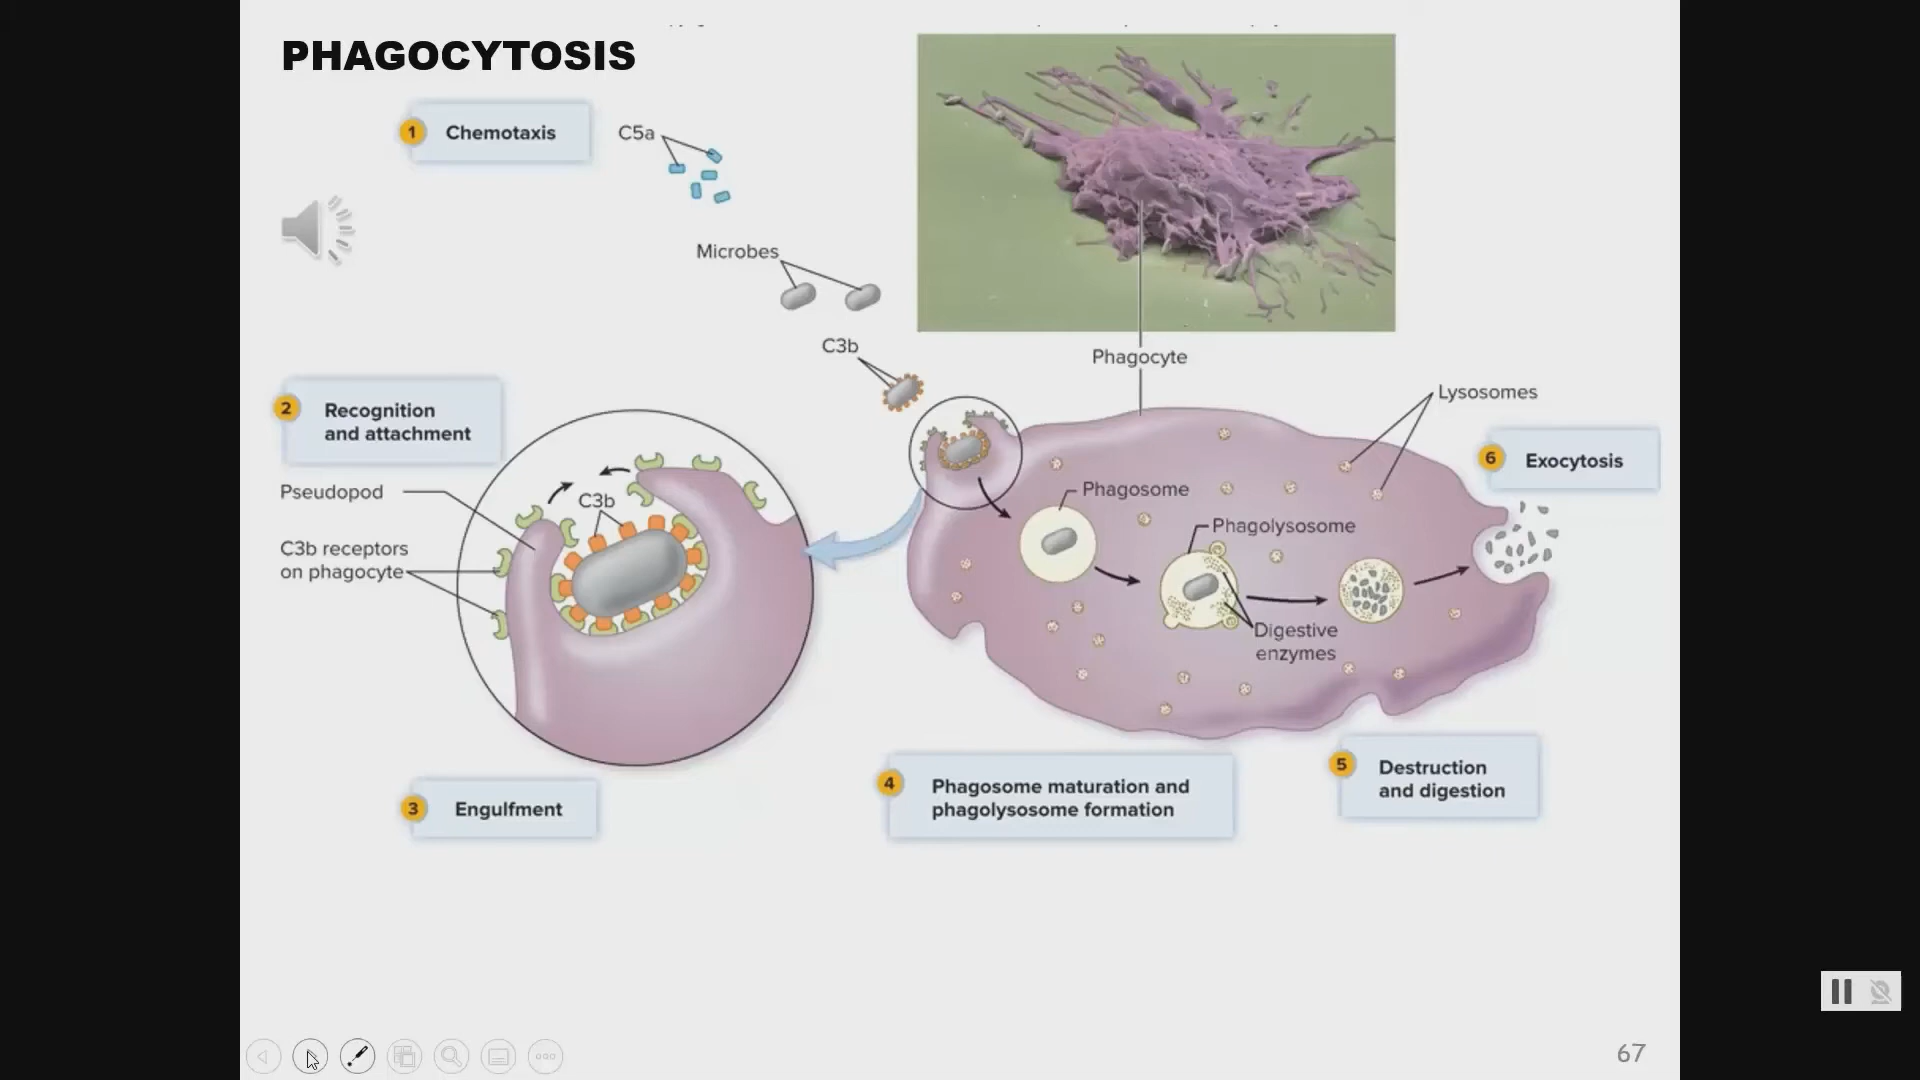 PHAGOCYTOSIS
1 Chemotaxis
C5a
Microbes
C3b
Phagocyte
Lysosomes
2 Recognition
and attachment
6 Exocytosis
Pseudopod
C3b
Phagosome
Phagolysosome
C3b receptors
on phagocyte
Digestive
enzymes
3 Engulfment
4 Phagosome maturation and
phagolysosome formation
5 Destruction
and digestion
67